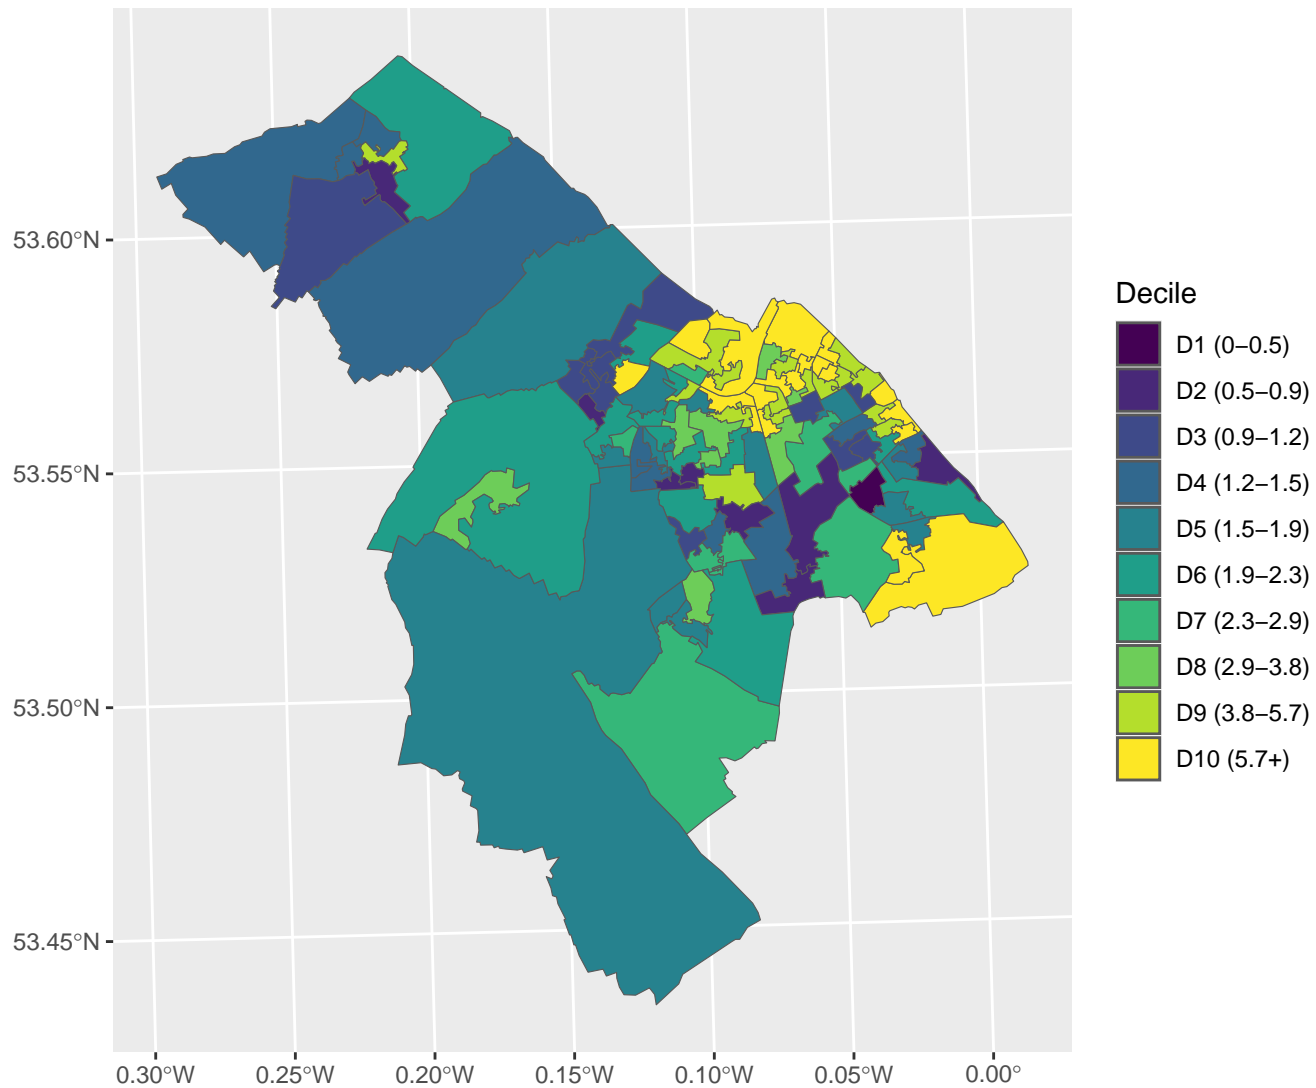 53.60°N
53.55°N
53.50°N
53.45°N
0.30°W 0.25°W 0.20°W 0.15°W 0.10°W 0.05°W 0.00°
Decile
D1 (0−0.5)
D2 (0.5−0.9)
D3 (0.9−1.2)
D4 (1.2−1.5)
D5 (1.5−1.9)
D6 (1.9−2.3)
D7 (2.3−2.9)
D8 (2.9−3.8)
D9 (3.8−5.7)
D10 (5.7+)